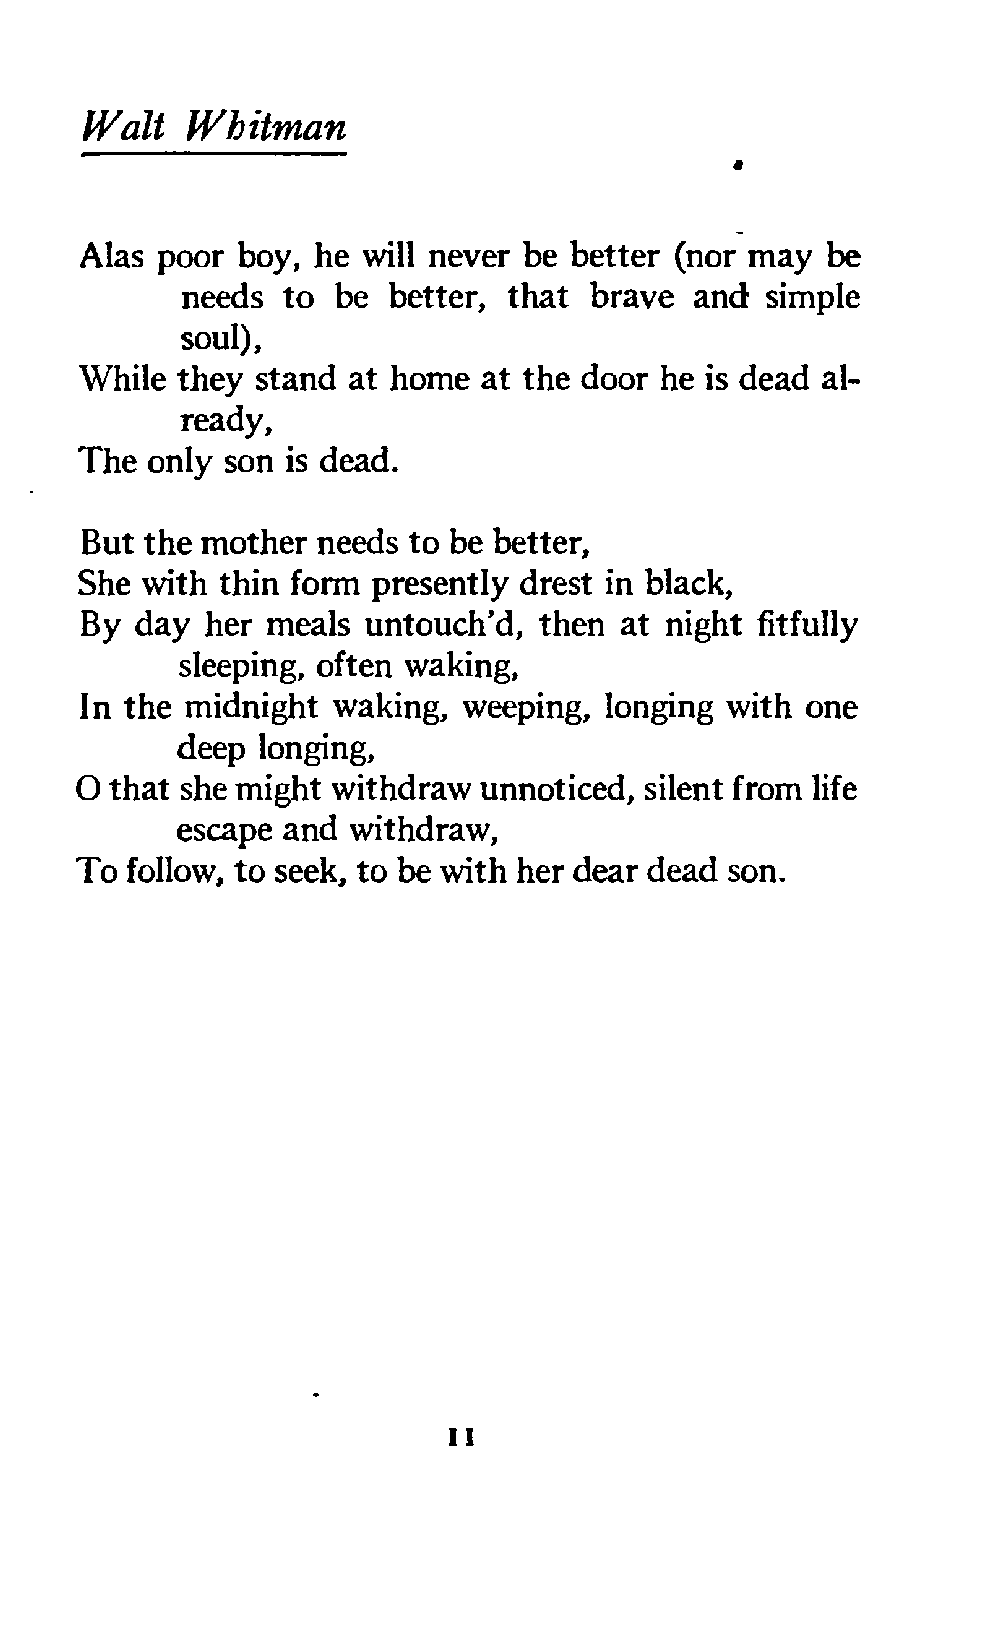 Walt Whitman
Alas poor boy, he will never be better (nor may be
needs to be better, that brave and simple
soul),
While they stand at home at the door he is dead al-
ready,
The only son is dead.
But the mother needs to be better,
She with thin form presently drest in black,
By day her meals untouch'd, then at night fitfully
sleeping, often waking,
In the midnight waking, weeping, longing with one
deep longing,
O that she might withdraw unnoticed, silent from life
escape and withdraw,
To follow, to seek, to be with her dear dead son.
11